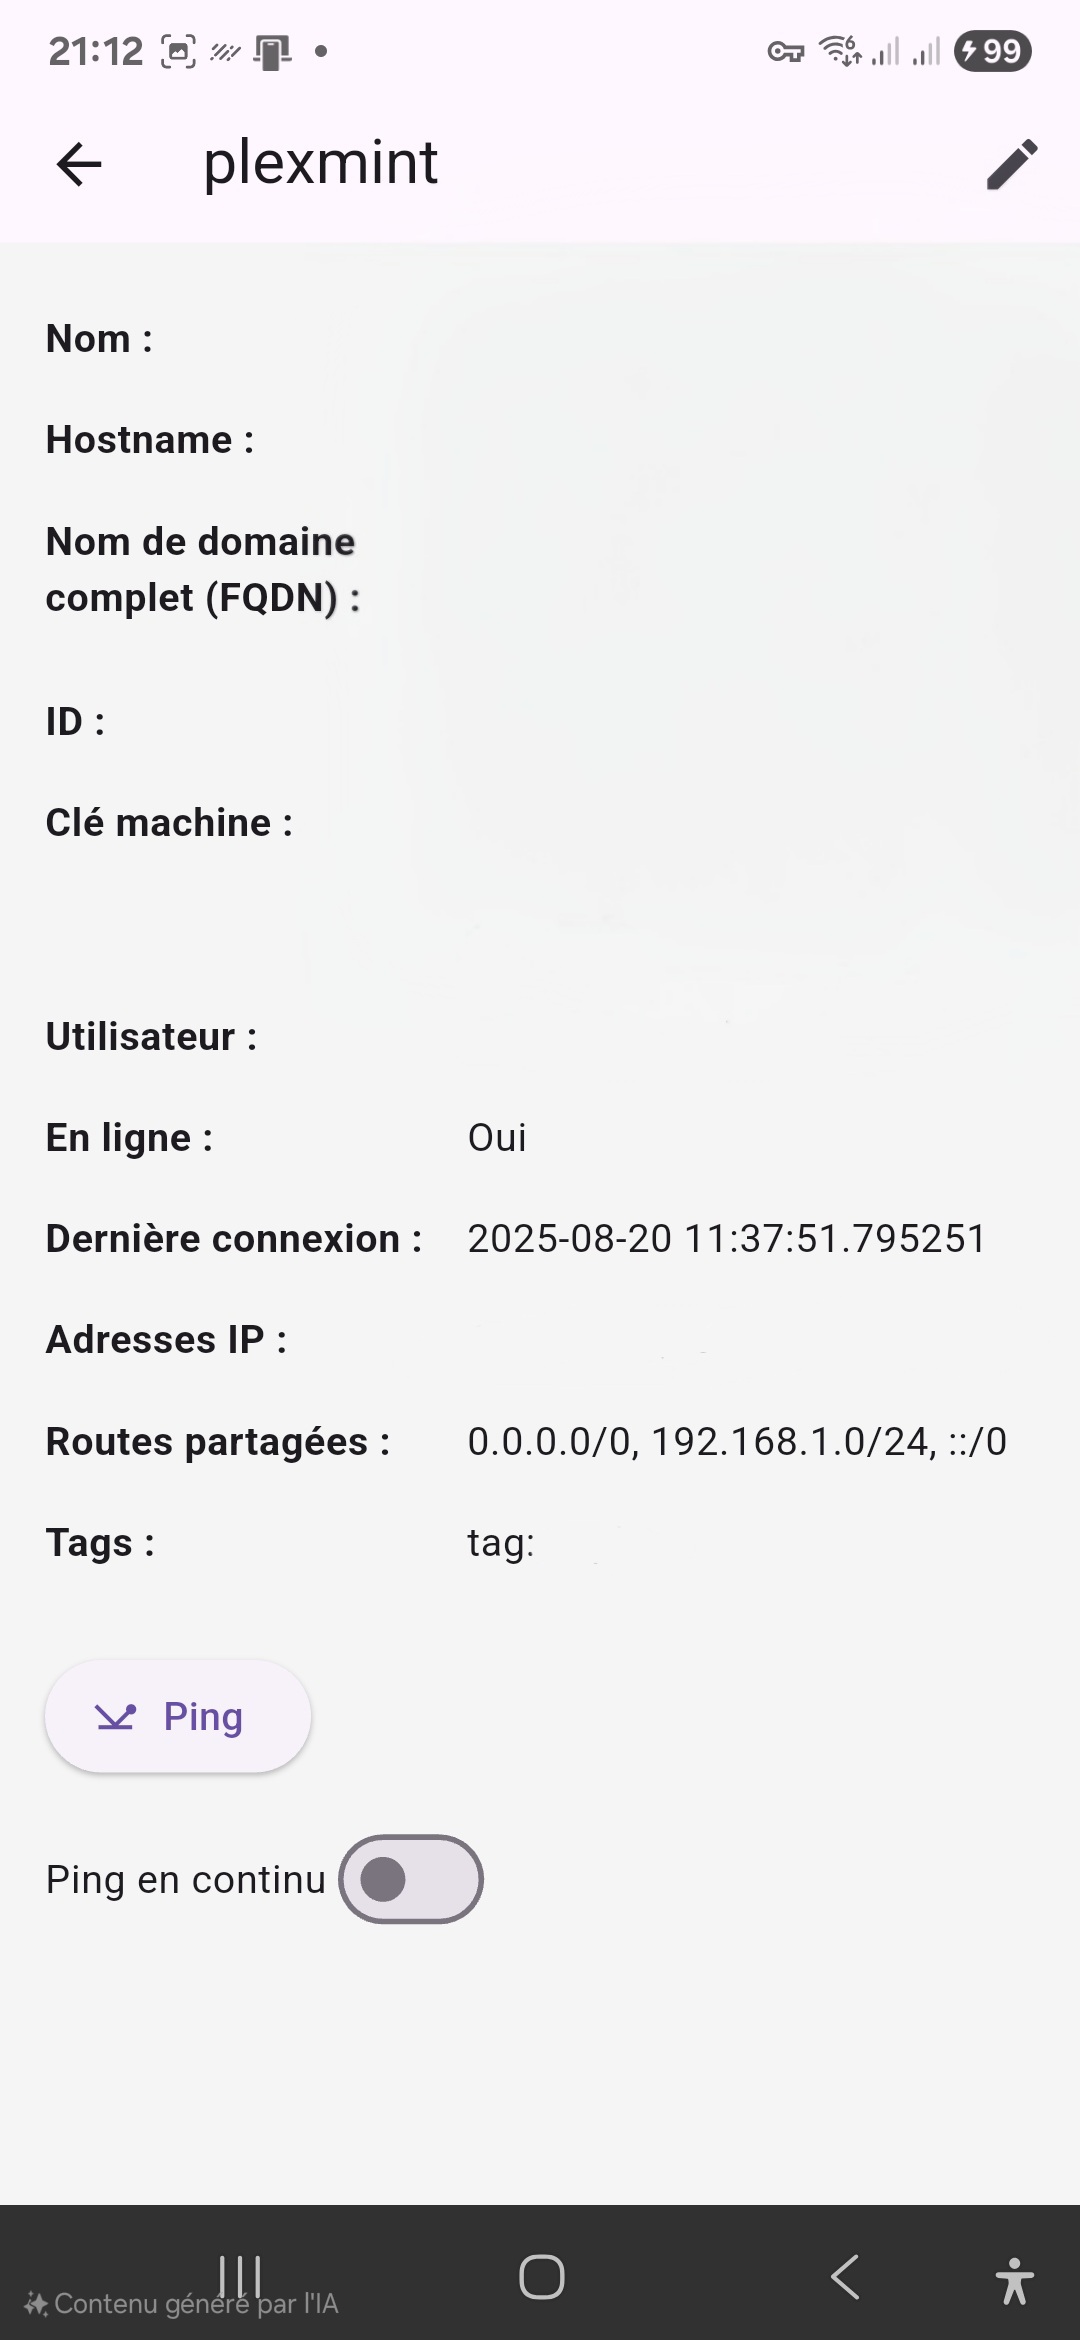 21:12
6
99
plexmint
Nom :
Hostname :
Nom de domaine
complet (FQDN) :
ID :
Clé machine :
Utilisateur :
En ligne : Oui
Dernière connexion : 2025-08-20 11:37:51.795251
Adresses IP :
Routes partagées : 0.0.0.0/0, 192.168.1.0/24, ::/0
Tags : tag:
Ping
Ping en continu
Contenu généré par l'IA